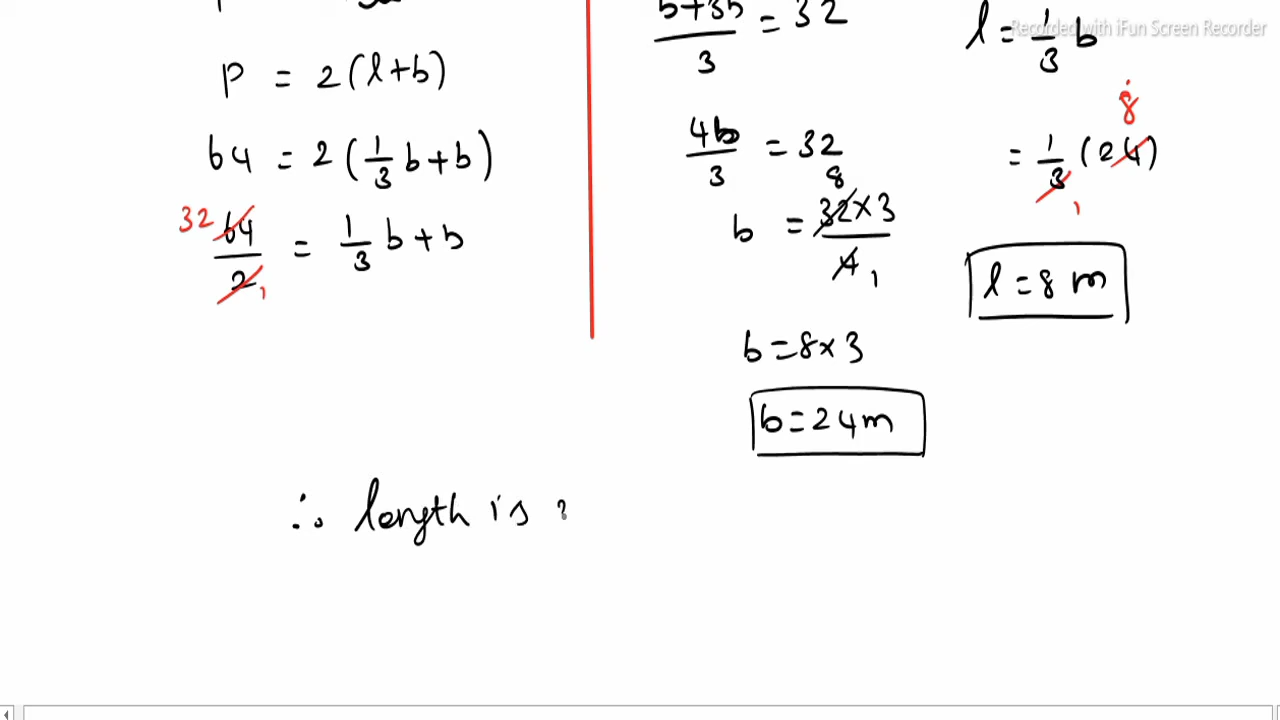 P = 2(l+b)
64 = 2(1/3 b+b)
32 64/2 1 = 1/3 b+b
b+3b/3 = 32
4b/3 = 32
b = 32 8 ×3/4 1
b=8×3
b=24m
Recorded with iFun Screen Recorder
l = 1/3 b
= 1/3 1 (24) 8
l=8 m
∴ length is